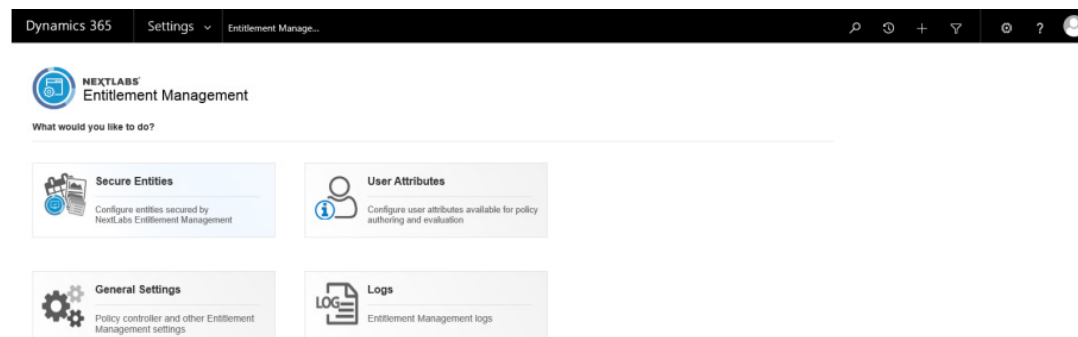 Dynamics 365 Settings Entitlement Manage... ?
NEXTLABS
Entitlement Management
What would you like to do?
Secure Entities
Configure entities secured by
NextLabs Entitlement Management
User Attributes
Configure user attributes available for policy
authoring and evaluation
General Settings
Policy controller and other Entitlement
Management settings
LOG
Logs
Entitlement Management logs